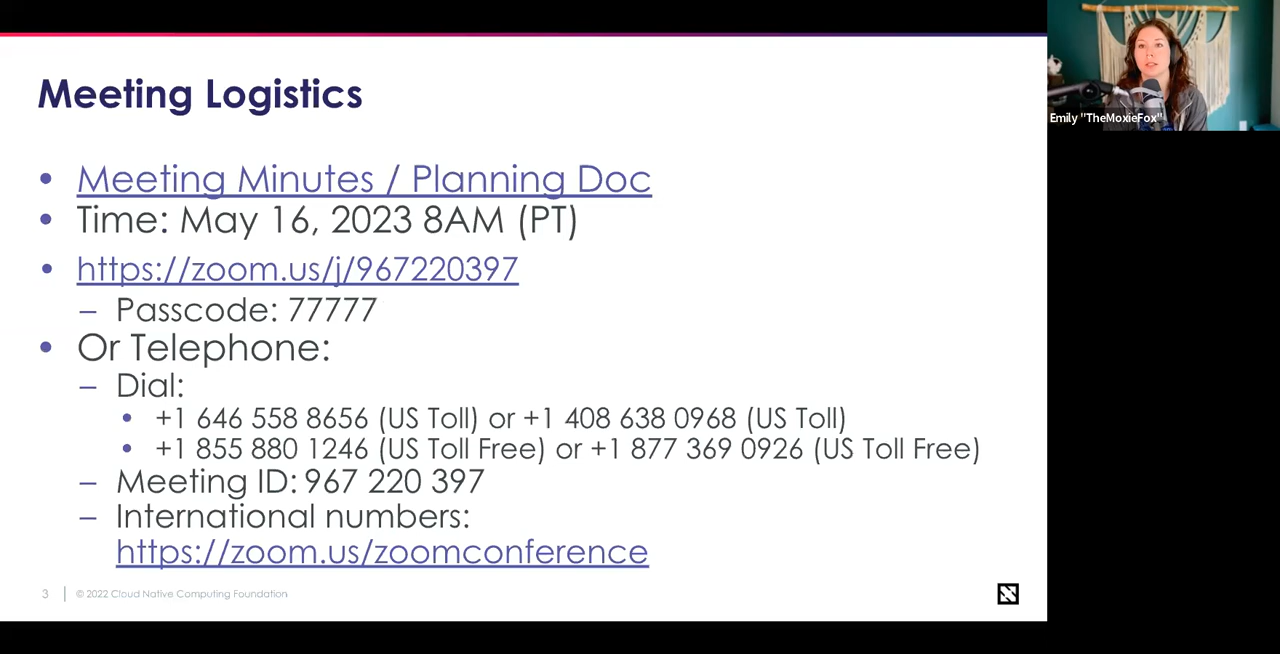 Meeting Logistics
• Meeting Minutes / Planning Doc
• Time: May 16, 2023 8AM (PT)
• https://zoom.us/j/967220397
– Passcode: 77777
• Or Telephone:
– Dial:
• +1 646 558 8656 (US Toll) or +1 408 638 0968 (US Toll)
• +1 855 880 1246 (US Toll Free) or +1 877 369 0926 (US Toll Free)
– Meeting ID: 967 220 397
– International numbers:
https://zoom.us/zoomconference
3 | © 2022 Cloud Native Computing Foundation
Emily "TheMoxieFox"